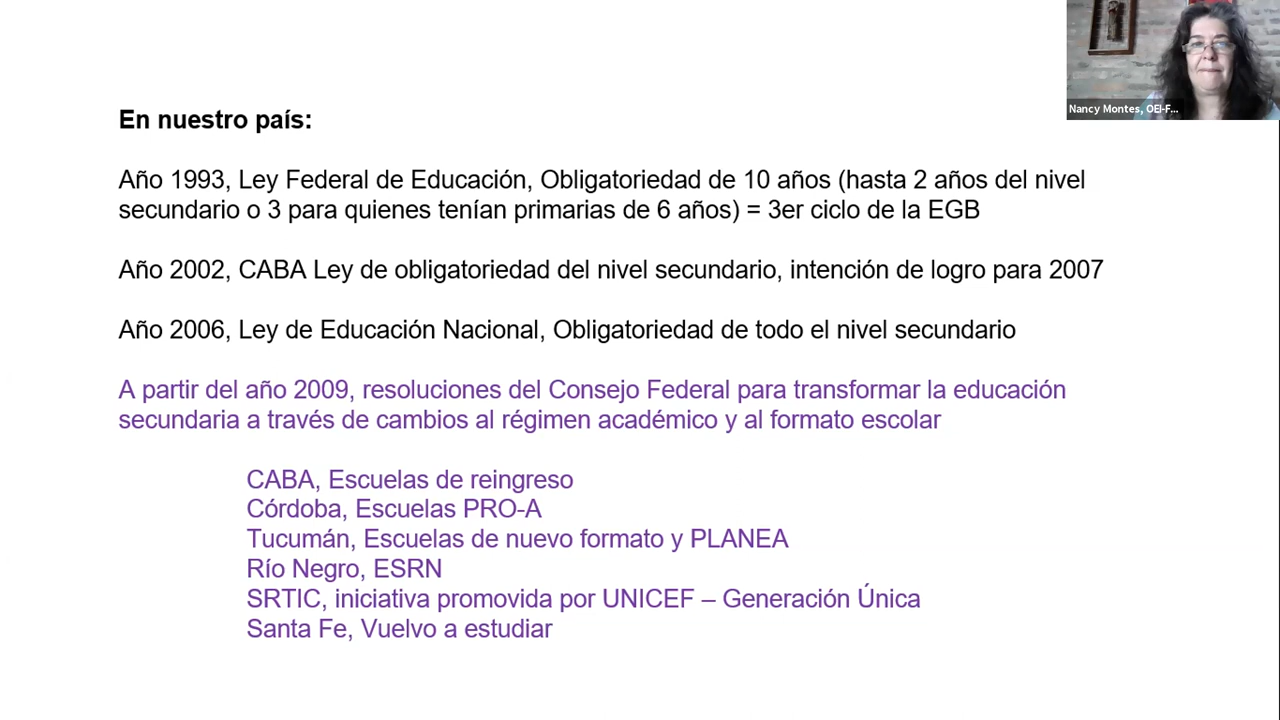 Nancy Montes, OEI-F...
En nuestro país:
Año 1993, Ley Federal de Educación, Obligatoriedad de 10 años (hasta 2 años del nivel
secundario o 3 para quienes tenían primarias de 6 años) = 3er ciclo de la EGB
Año 2002, CABA Ley de obligatoriedad del nivel secundario, intención de logro para 2007
Año 2006, Ley de Educación Nacional, Obligatoriedad de todo el nivel secundario
A partir del año 2009, resoluciones del Consejo Federal para transformar la educación
secundaria a través de cambios al régimen académico y al formato escolar
CABA, Escuelas de reingreso
Córdoba, Escuelas PRO-A
Tucumán, Escuelas de nuevo formato y PLANEA
Río Negro, ESRN
SRTIC, iniciativa promovida por UNICEF – Generación Única
Santa Fe, Vuelvo a estudiar